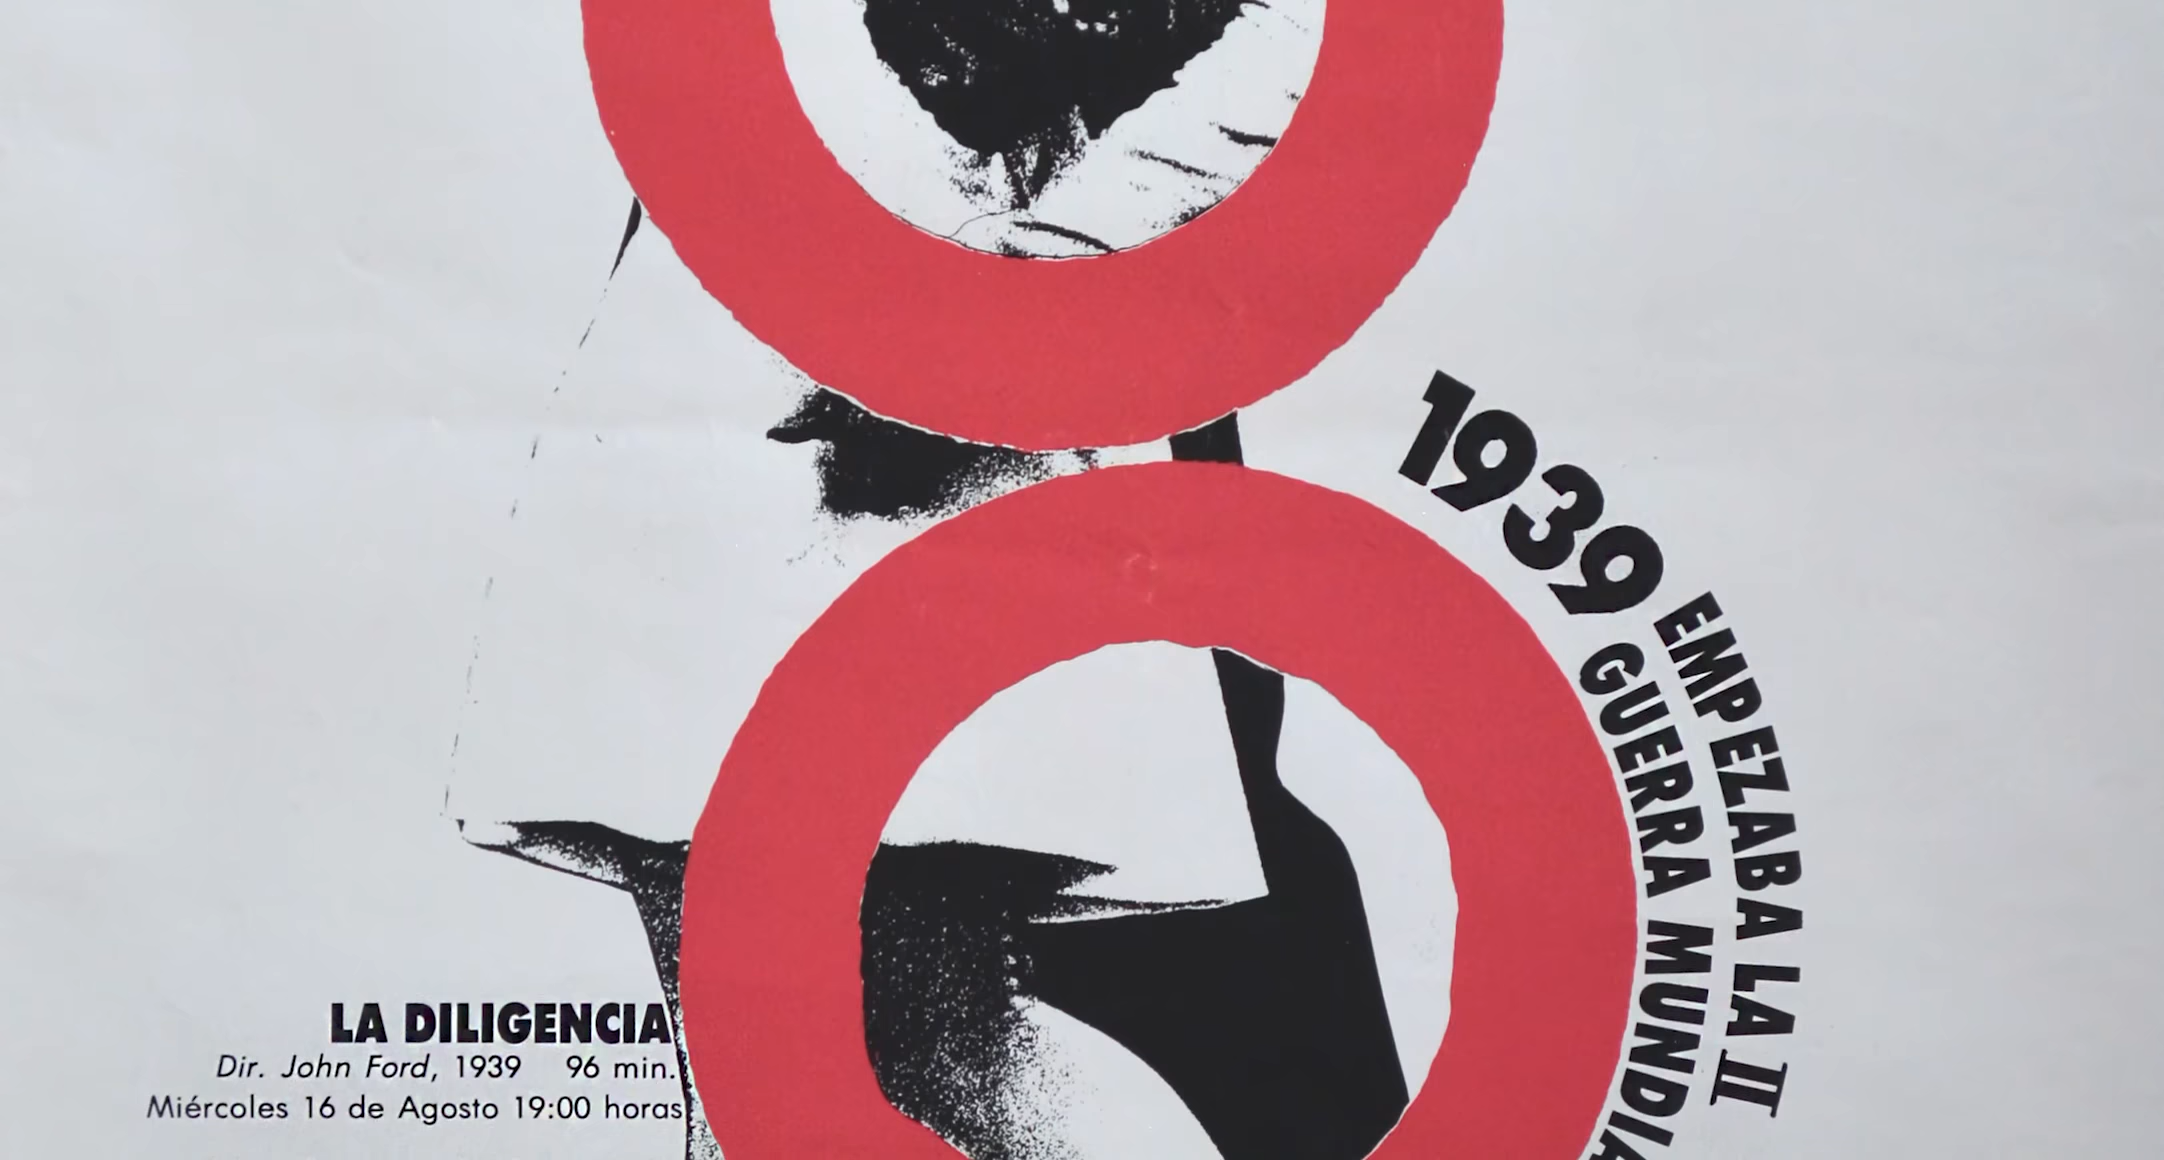 1939 EMPEZABA LA II
GUERRA MUNDIA
LA DILIGENCIA
Dir. John Ford, 1939 96 min.
Miércoles 16 de Agosto 19:00 horas